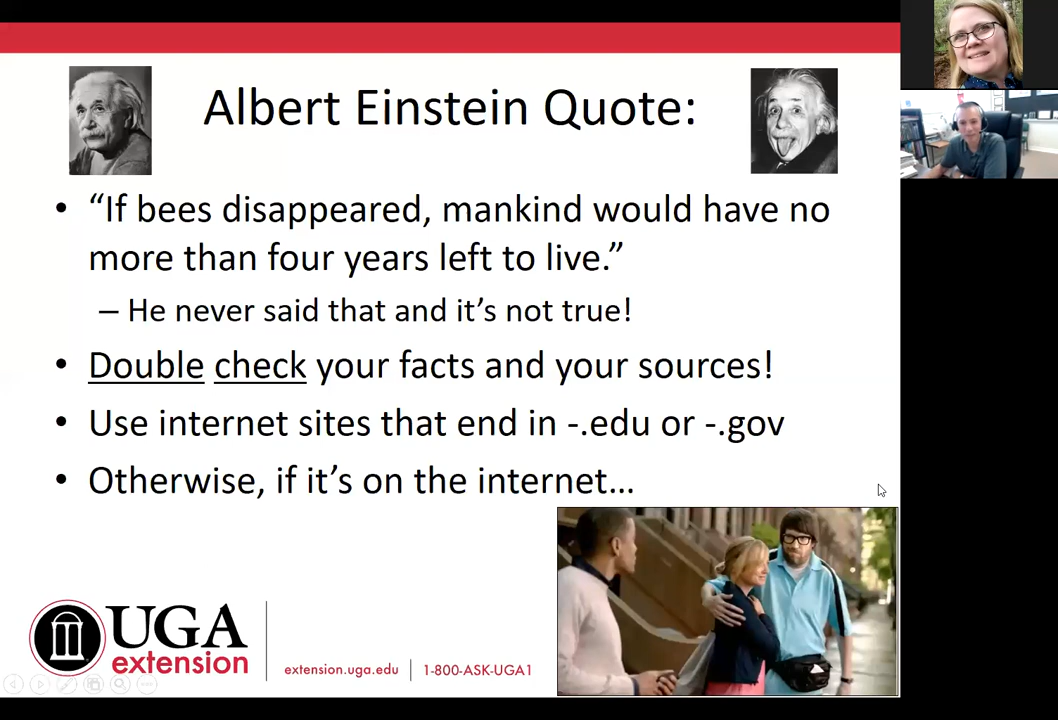 Albert Einstein Quote:
• “If bees disappeared, mankind would have no
more than four years left to live.”
– He never said that and it’s not true!
• Double check your facts and your sources!
• Use internet sites that end in -.edu or -.gov
• Otherwise, if it’s on the internet…
UGA
extension
extension.uga.edu
1-800-ASK-UGA1